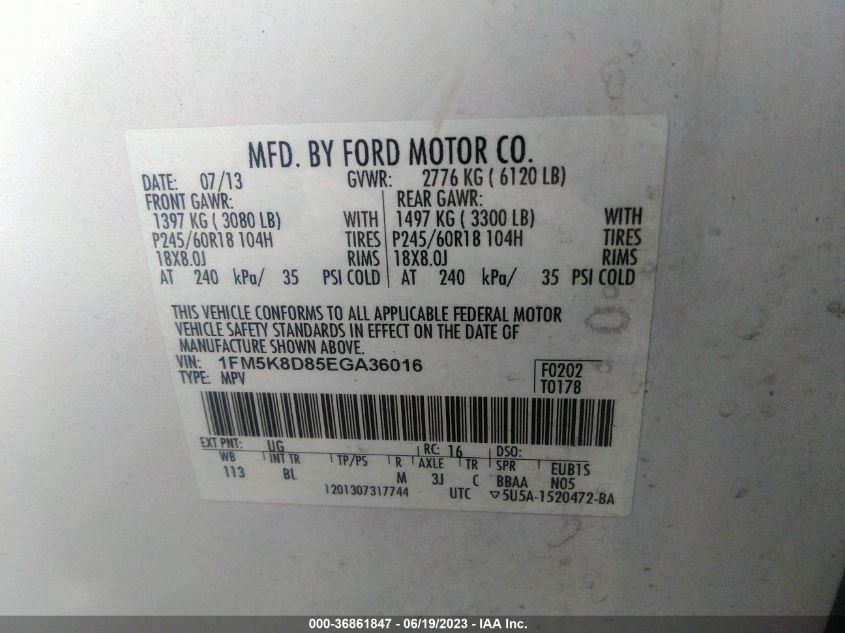 MFD. BY FORD MOTOR CO.
DATE: 07/13 GVWR: 2776 KG ( 6120 LB)
FRONT GAWR: REAR GAWR:
1397 KG ( 3080 LB) WITH 1497 KG ( 3300 LB) WITH
P245/60R18 104H TIRES P245/60R18 104H TIRES
18X8.0J RIMS 18X8.0J RIMS
AT 240 kPa/ 35 PSI COLD AT 240 kPa/ 35 PSI COLD
THIS VEHICLE CONFORMS TO ALL APPLICABLE FEDERAL MOTOR
VEHICLE SAFETY STANDARDS IN EFFECT ON THE DATE OF
MANUFACTURE SHOWN ABOVE.
VIN: 1FM5K8D85EGA36016 F0202
TYPE: MPV T0178
EXT PNT: UG RC: 16 DSO:
WB INT TR TP/PS R AXLE TR SPR EUB1S
113 BL M 3J C BBAA N05
1201307317744 UTC ▽5U5A-1520472-BA
000-36861847 - 06/19/2023 - IAA Inc.